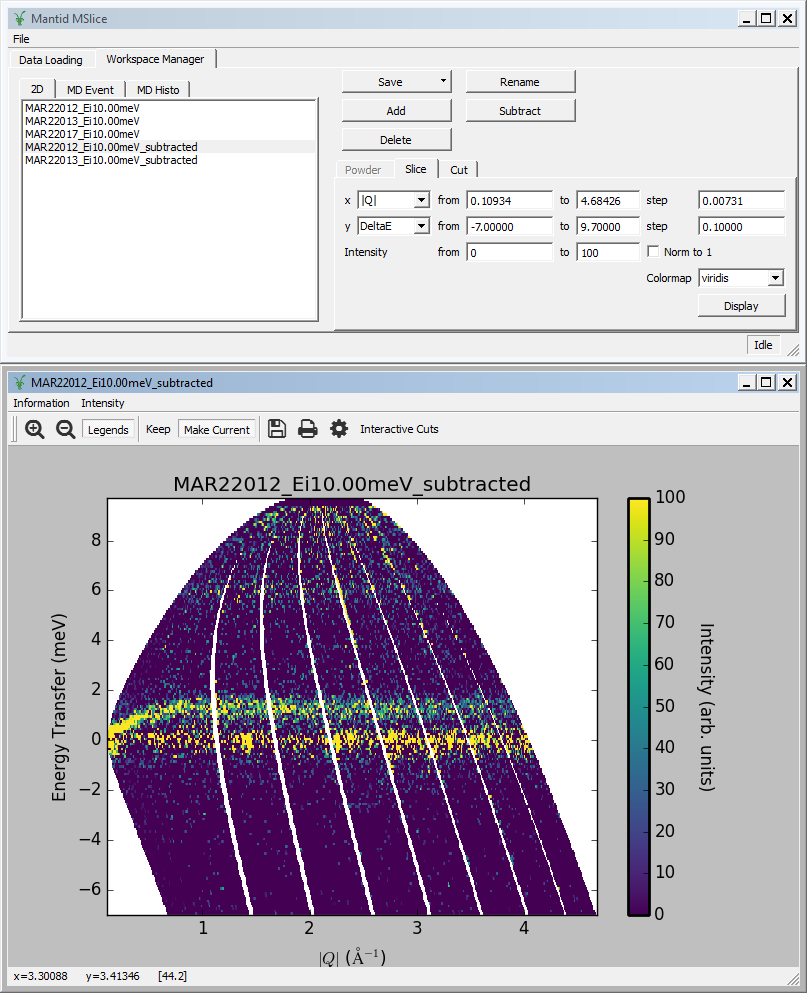 Mantid MSlice
File
Data Loading Workspace Manager
2D MD Event MD Histo
MAR22012_Ei10.00meV
MAR22013_Ei10.00meV
MAR22017_Ei10.00meV
MAR22012_Ei10.00meV_subtracted
MAR22013_Ei10.00meV_subtracted
Save Rename
Add Subtract
Delete
Powder Slice Cut
x |Q| from 0.10934 to 4.68426 step 0.00731
y DeltaE from -7.00000 to 9.70000 step 0.10000
Intensity from 0 to 100 Norm to 1
Colormap viridis
Display
Idle
MAR22012_Ei10.00meV_subtracted
Information Intensity
Legends Keep Make Current Interactive Cuts
MAR22012_Ei10.00meV_subtracted
Energy Transfer (meV)
8
6
4
2
0
−2
−4
−6
1 2 3 4
|Q| (Å⁻¹)
100
90
80
70
60
50
40
30
20
10
0
Intensity (arb. units)
x=3.30088 y=3.41346 [44.2]